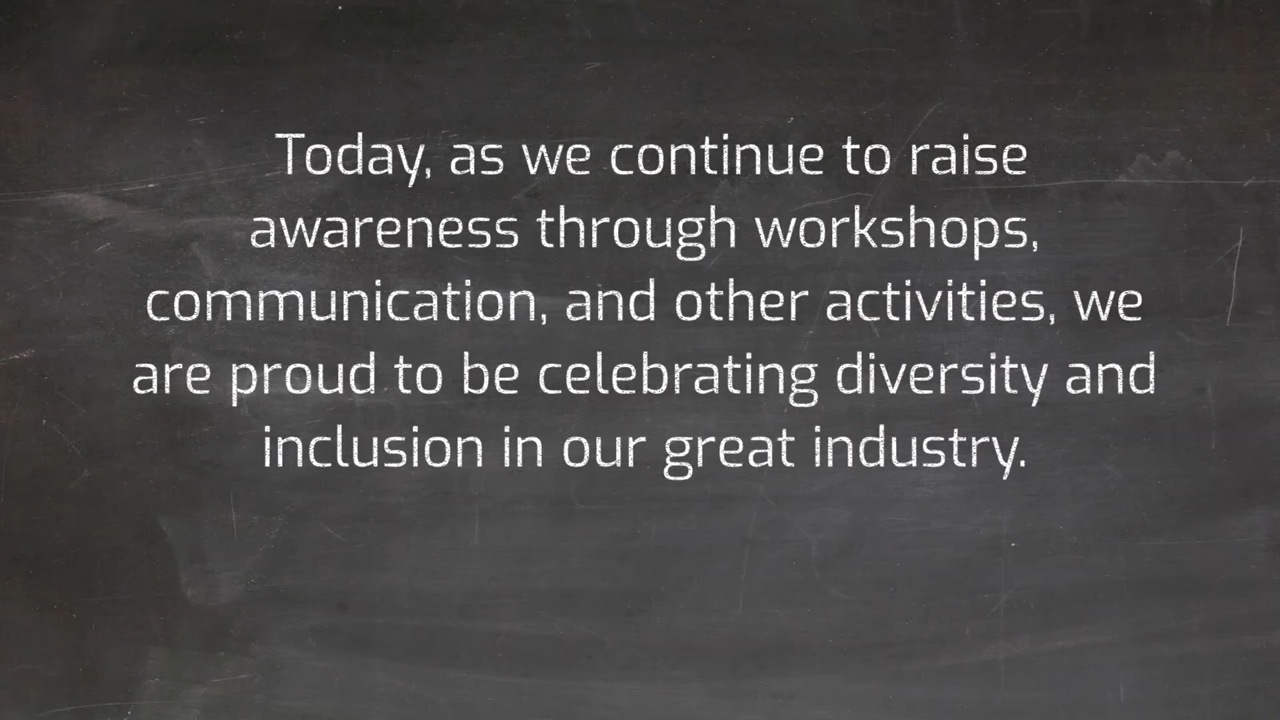 Today, as we continue to raise
awareness through workshops,
communication, and other activities, we
are proud to be celebrating diversity and
inclusion in our great industry.